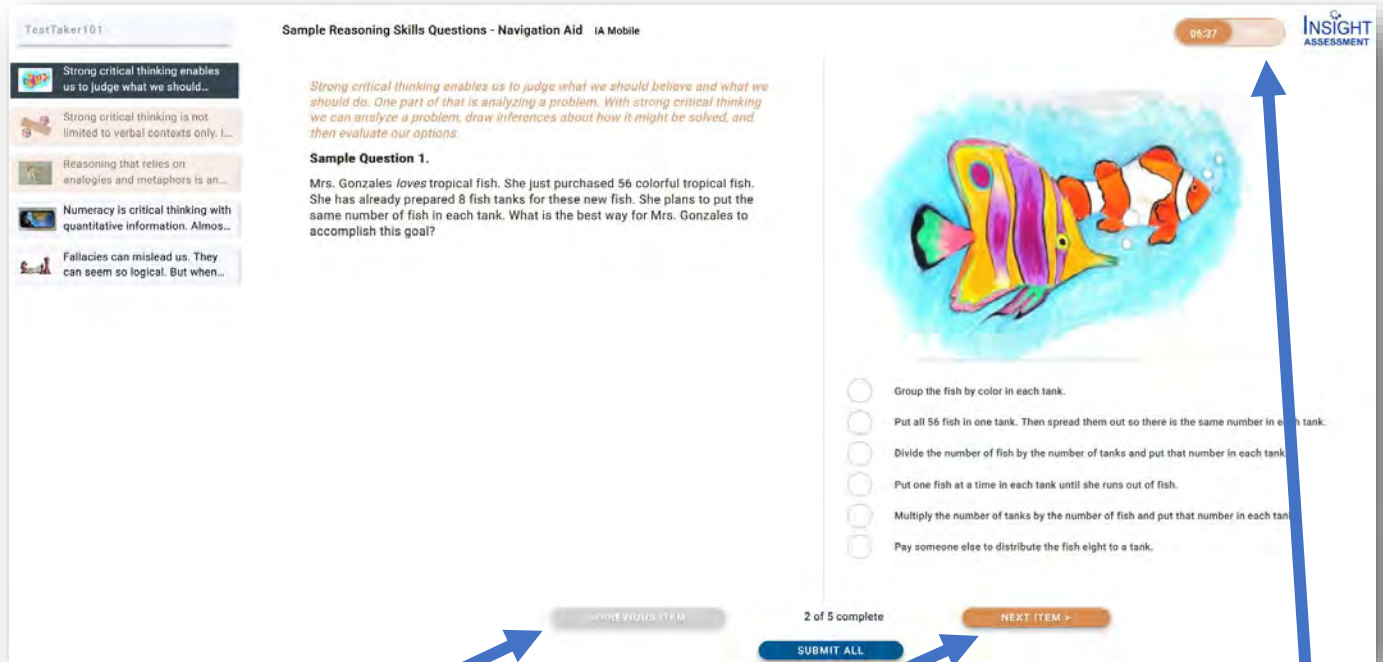 TestTaker101
Sample Reasoning Skills Questions - Navigation Aid IA Mobile
06:37
INSIGHT
ASSESSMENT
Strong critical thinking enables
us to judge what we should...
Strong critical thinking is not
limited to verbal contexts only. I...
Reasoning that relies on
analogies and metaphors is an...
Numeracy is critical thinking with
quantitative information. Almos...
Fallacies can mislead us. They
can seem so logical. But when...
Strong critical thinking enables us to judge what we should believe and what we
should do. One part of that is analyzing a problem. With strong critical thinking
we can analyze a problem, draw inferences about how it might be solved, and
then evaluate our options.
Sample Question 1.
Mrs. Gonzales loves tropical fish. She just purchased 56 colorful tropical fish.
She has already prepared 8 fish tanks for these new fish. She plans to put the
same number of fish in each tank. What is the best way for Mrs. Gonzales to
accomplish this goal?
Group the fish by color in each tank.
Put all 56 fish in one tank. Then spread them out so there is the same number in each tank.
Divide the number of fish by the number of tanks and put that number in each tank
Put one fish at a time in each tank until she runs out of fish.
Multiply the number of tanks by the number of fish and put that number in each tank
Pay someone else to distribute the fish eight to a tank.
< PREVIOUS ITEM
2 of 5 complete
NEXT ITEM >
SUBMIT ALL